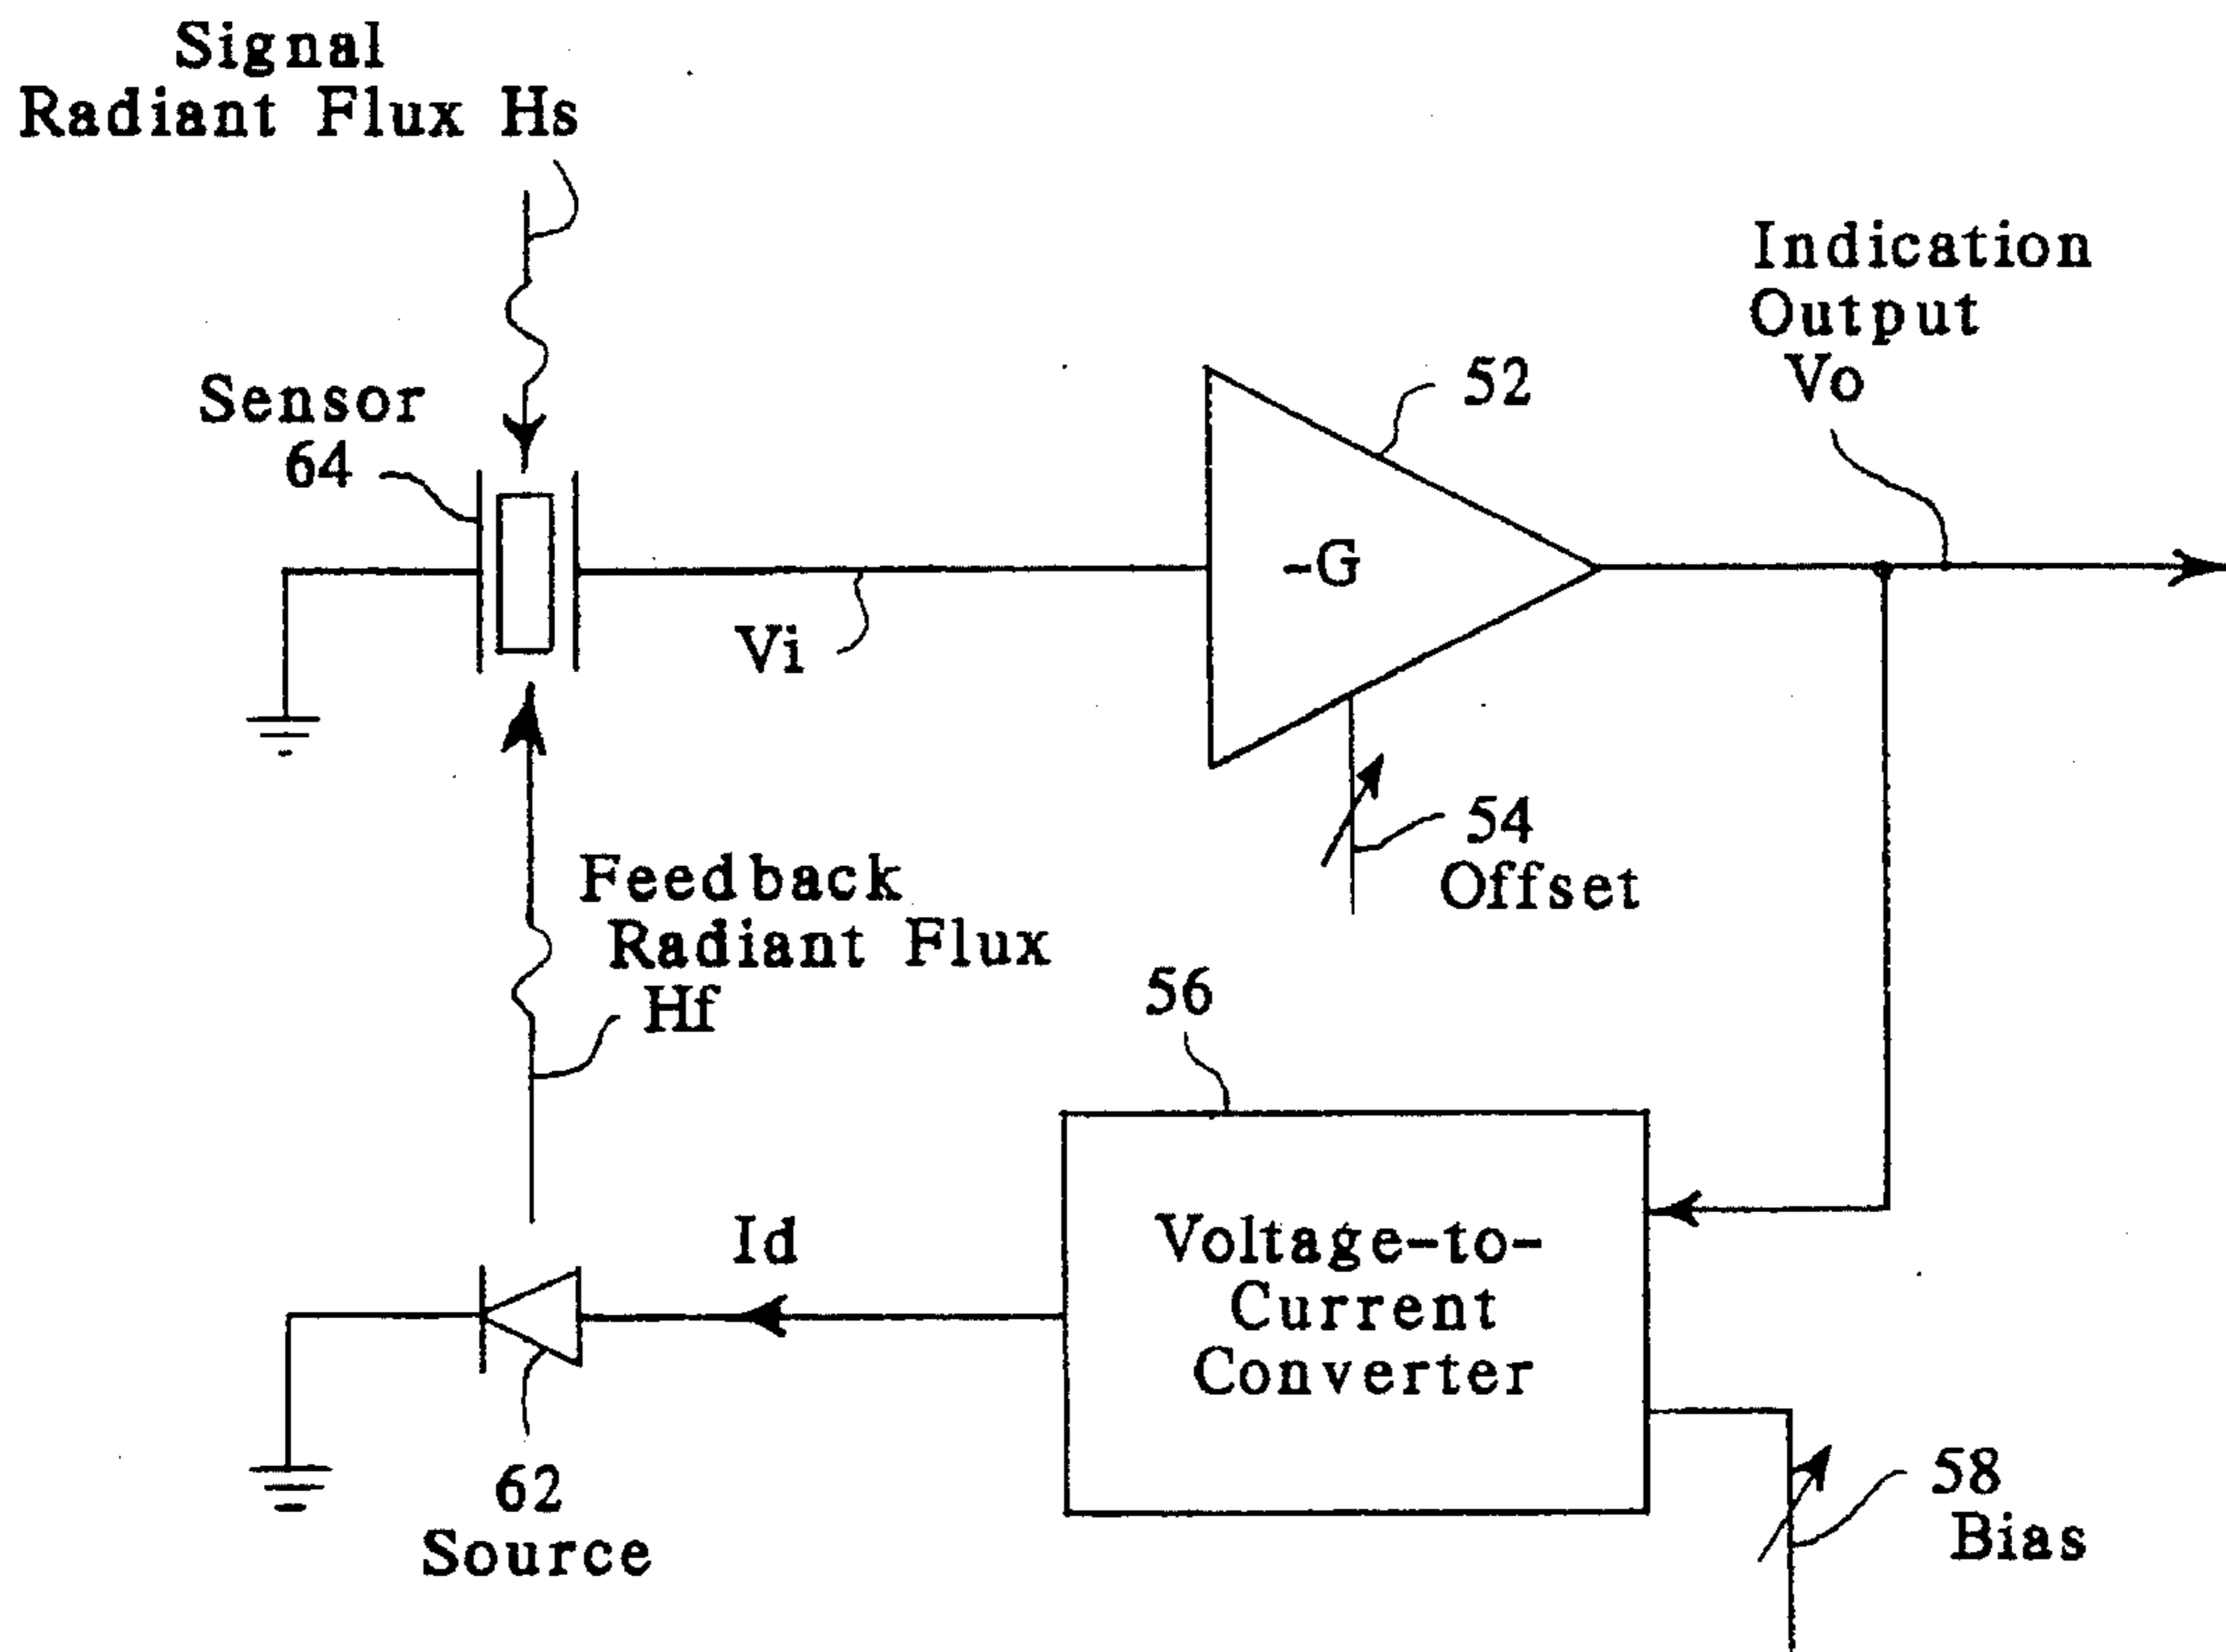 Signal
Radiant Flux Hs
Indication
Output
Vo
52
Sensor
64
-G
Vi
54
Offset
Feedback
Radiant Flux
Hf
56
Id
Voltage-to-
Current
Converter
62
Source
58
Bias